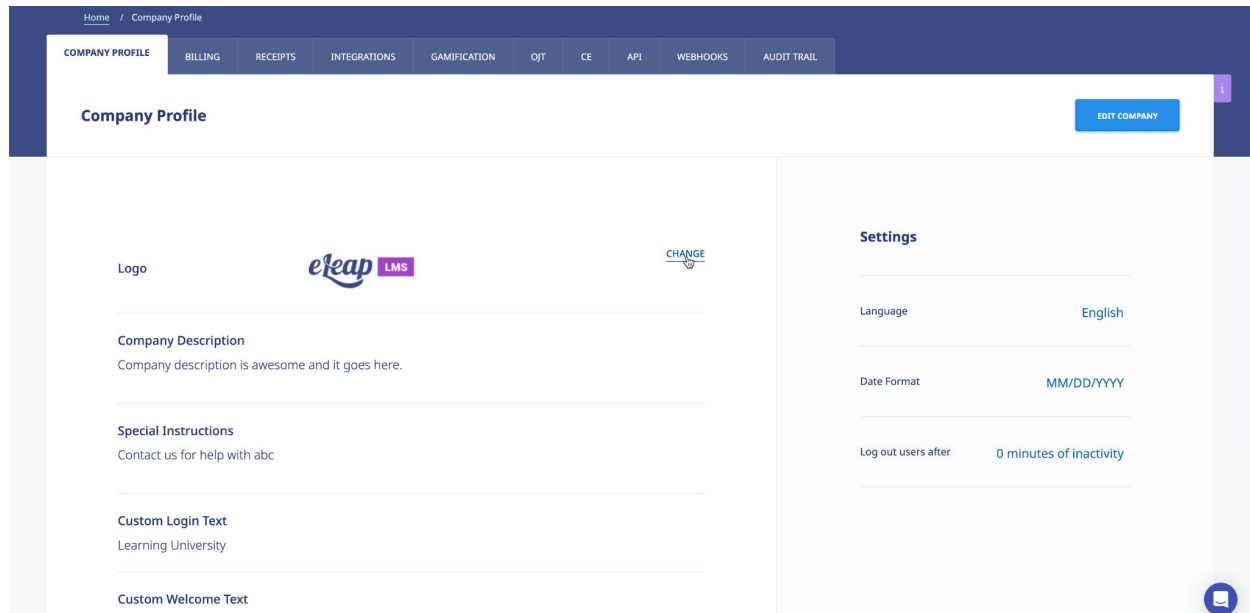 Home / Company Profile
COMPANY PROFILE BILLING RECEIPTS INTEGRATIONS GAMIFICATION OJT CE API WEBHOOKS AUDIT TRAIL
Company Profile
EDIT COMPANY
Logo
eleap LMS
CHANGE
Company Description
Company description is awesome and it goes here.
Special Instructions
Contact us for help with abc
Custom Login Text
Learning University
Custom Welcome Text
Settings
Language English
Date Format MM/DD/YYYY
Log out users after 0 minutes of inactivity